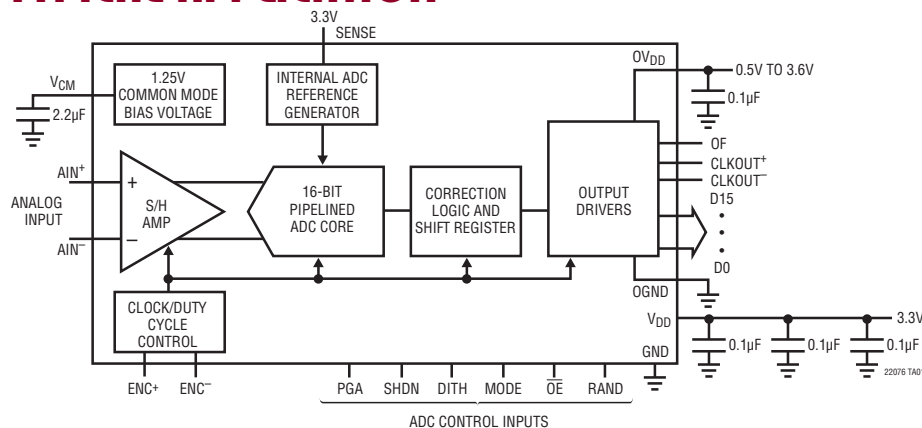 3.3V
SENSE
OVDD
0.5V TO 3.6V
0.1µF
VCM
2.2µF
1.25V
COMMON MODE
BIAS VOLTAGE
INTERNAL ADC
REFERENCE
GENERATOR
OF
CLKOUT+
CLKOUT–
D15
D0
AIN+
ANALOG
INPUT
AIN–
+
–
S/H
AMP
16-BIT
PIPELINED
ADC CORE
CORRECTION
LOGIC AND
SHIFT REGISTER
OUTPUT
DRIVERS
OGND
CLOCK/DUTY
CYCLE
CONTROL
VDD
3.3V
0.1µF
0.1µF
0.1µF
GND
22076 TA01
ENC+
ENC–
PGA
SHDN
DITH
MODE
OE
RAND
ADC CONTROL INPUTS